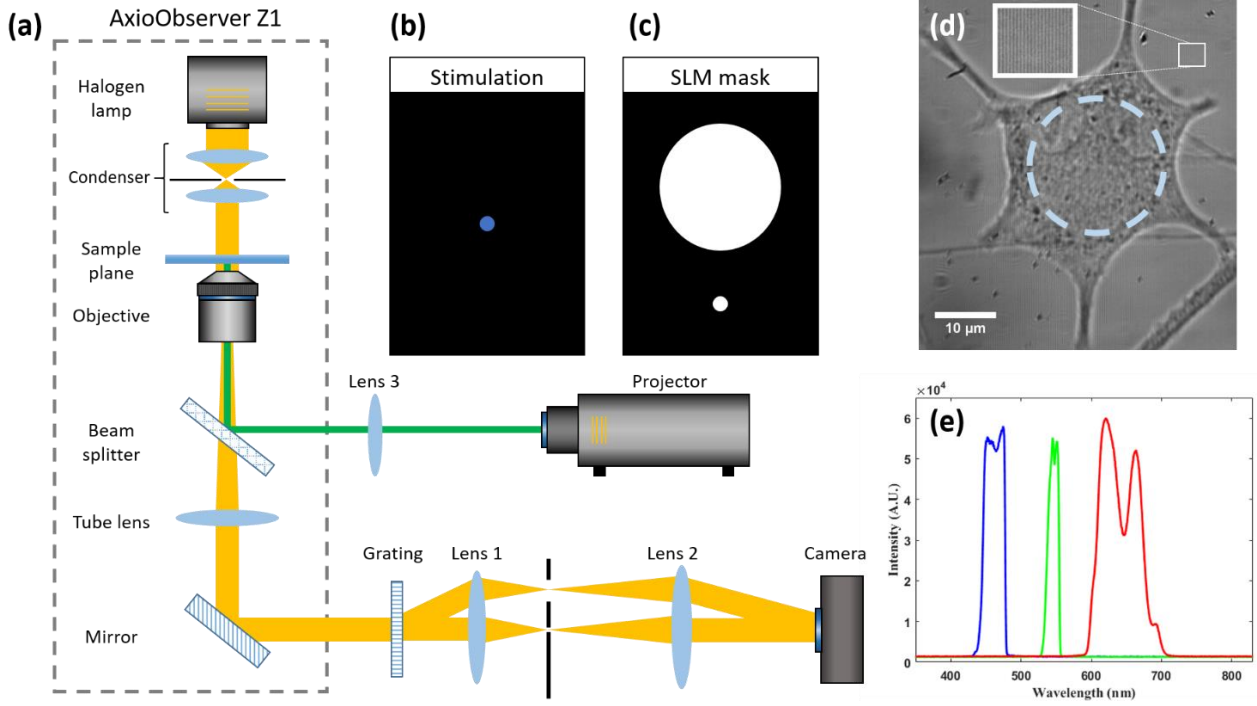 (a)
AxioObserver Z1
Halogen
lamp
Condenser
Sample
plane
Objective
Beam
splitter
Tube lens
Mirror
Lens 3
Projector
Grating
Lens 1
Lens 2
Camera
(b)
Stimulation
(c)
SLM mask
(d)
10 μm
(e)
×10⁴
6
5
4
3
2
1
0
Intensity (A.U.)
400
500
600
700
800
Wavelength (nm)